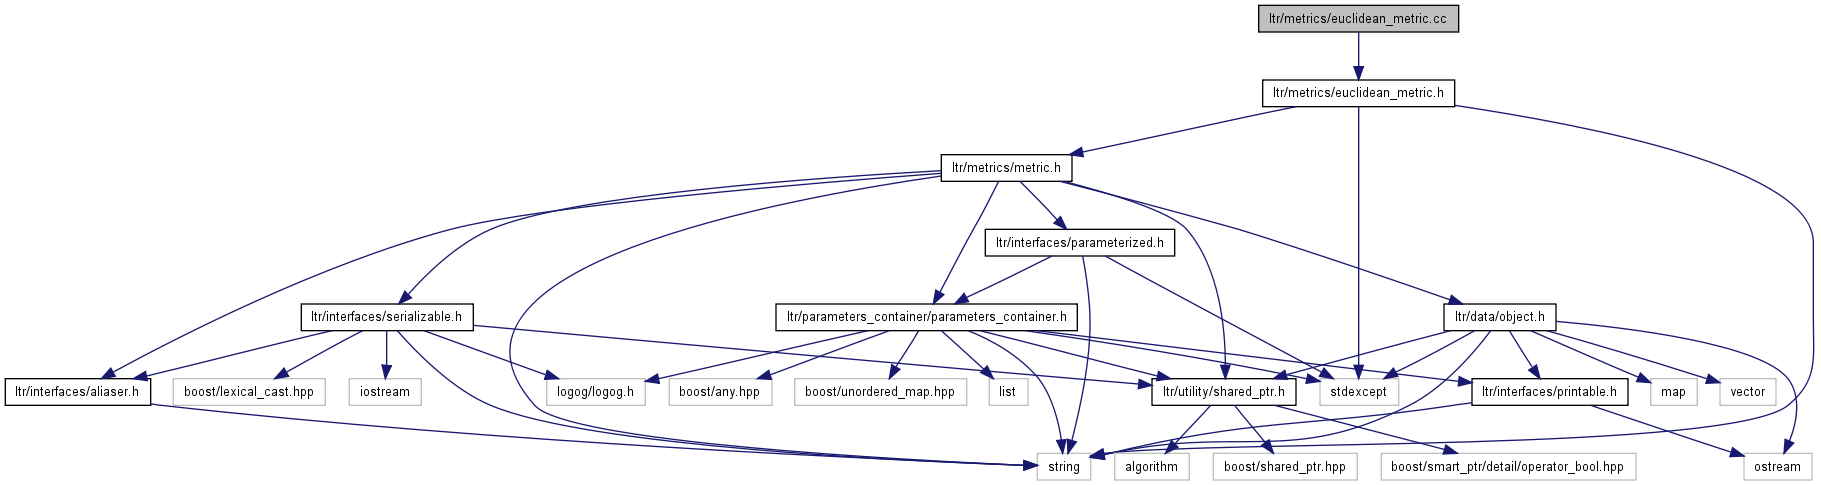 ltr/metrics/euclidean_metric.cc
ltr/metrics/euclidean_metric.h
ltr/metrics/metric.h
ltr/interfaces/parameterized.h
ltr/interfaces/serializable.h
ltr/parameters_container/parameters_container.h
ltr/data/object.h
ltr/interfaces/aliaser.h
boost/lexical_cast.hpp
iostream
logog/logog.h
boost/any.hpp
boost/unordered_map.hpp
list
ltr/utility/shared_ptr.h
stdexcept
ltr/interfaces/printable.h
map
vector
string
algorithm
boost/shared_ptr.hpp
boost/smart_ptr/detail/operator_bool.hpp
ostream